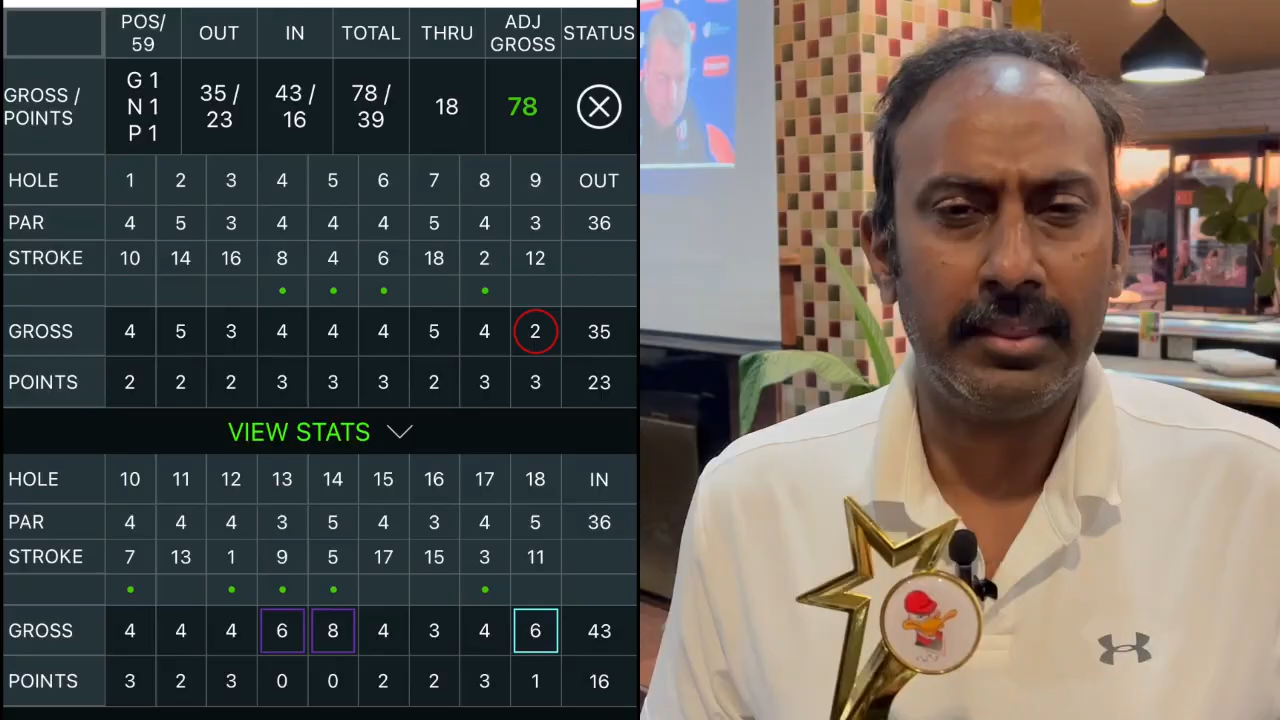 POS/ 59 OUT IN TOTAL THRU ADJ GROSS STATUS
GROSS / POINTS G 1 N 1 P 1 35 / 23 43 / 16 78 / 39 18 78
HOLE 1 2 3 4 5 6 7 8 9 OUT
PAR 4 5 3 4 4 4 5 4 3 36
STROKE 10 14 16 8 4 6 18 2 12
GROSS 4 5 3 4 4 4 5 4 2 35
POINTS 2 2 2 3 3 3 2 3 3 23
VIEW STATS
HOLE 10 11 12 13 14 15 16 17 18 IN
PAR 4 4 4 3 5 4 3 4 5 36
STROKE 7 13 1 9 5 17 15 3 11
GROSS 4 4 4 6 8 4 3 4 6 43
POINTS 3 2 3 0 0 2 2 3 1 16